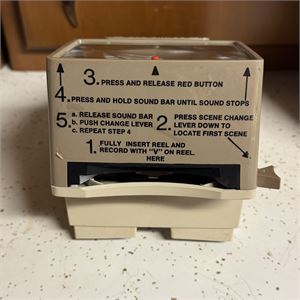 3. PRESS AND RELEASE RED BUTTON
4. PRESS AND HOLD SOUND BAR UNTIL SOUND STOPS
5. a. RELEASE SOUND BAR
b. PUSH CHANGE LEVER
c. REPEAT STEP 4
2. PRESS SCENE CHANGE
LEVER DOWN TO
LOCATE FIRST SCENE
1. FULLY INSERT REEL AND
RECORD WITH "V" ON REEL.
HERE